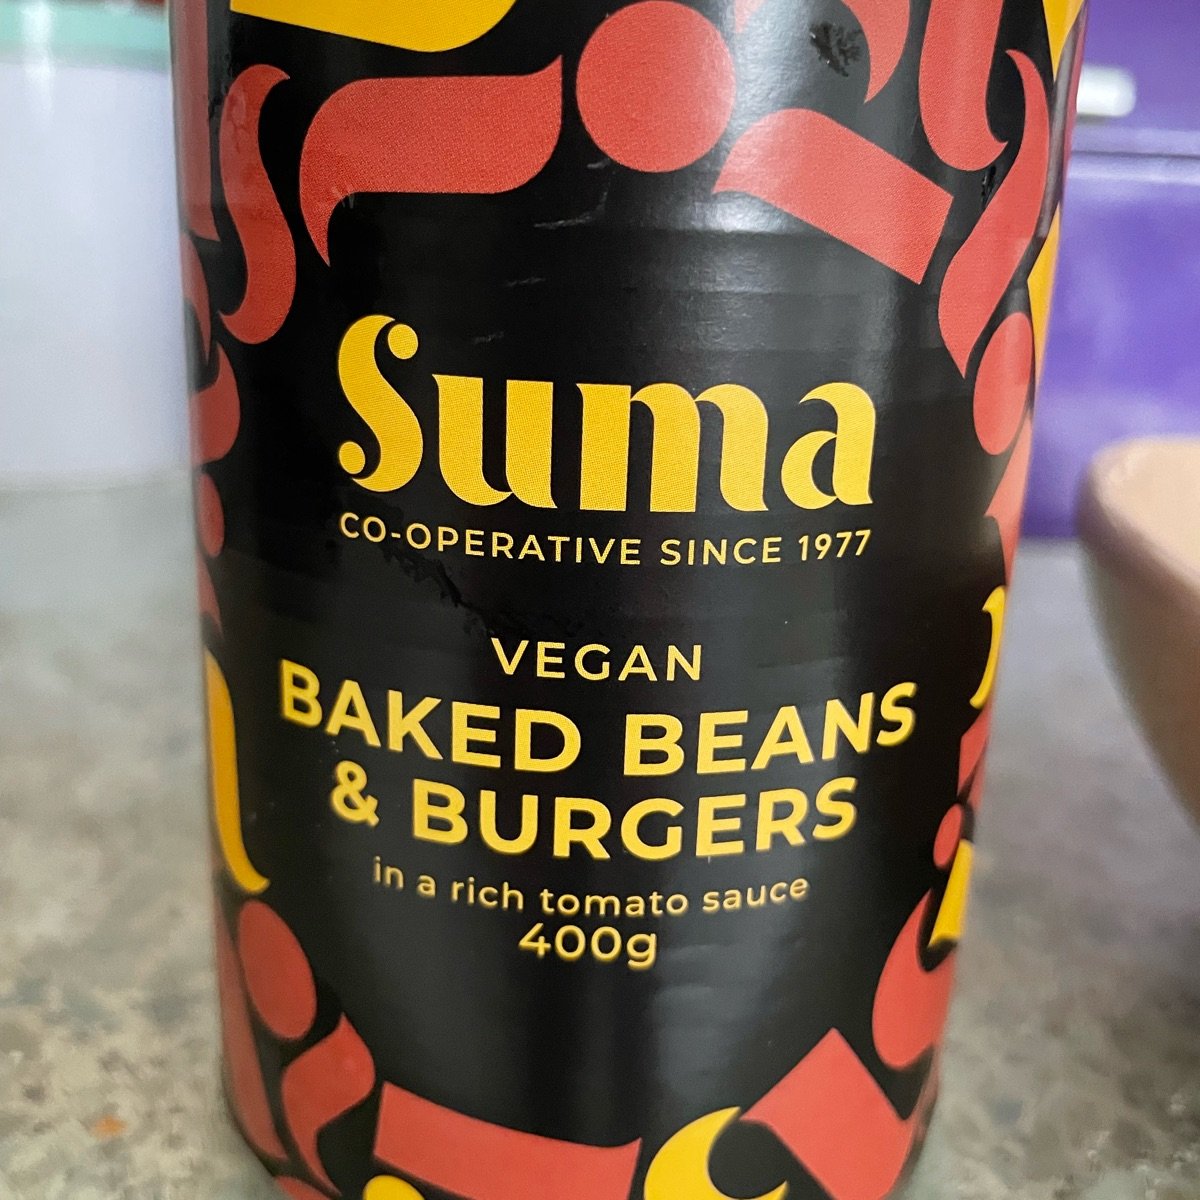 Suma
CO-OPERATIVE SINCE 1977
VEGAN
BAKED BEANS
& BURGERS
in a rich tomato sauce
400g